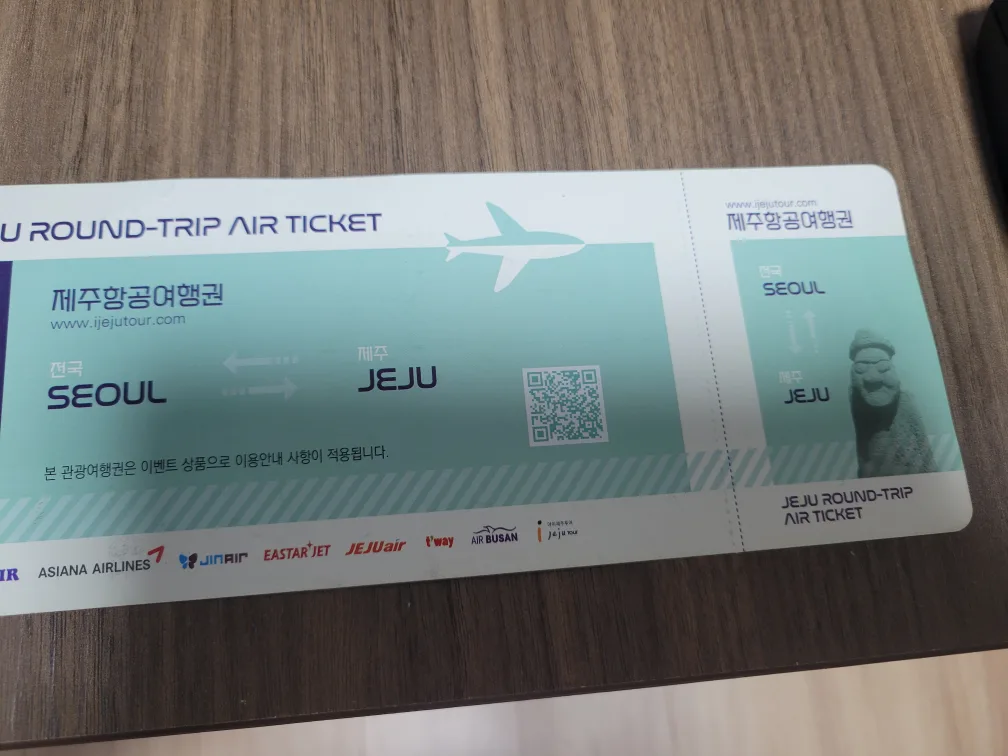 U ROUND-TRIP AIR TICKET
제주항공여행권
www.ijejutour.com
전국
SEOUL
제주
JEJU
본 관광여행권은 이벤트 상품으로 이용안내 사항이 적용됩니다.
IR
ASIANA AIRLINES
JINAIR
EASTAR JET
JEJUair
t'way
AIR BUSAN
jeju tour
www.ijejutour.com
제주항공여행권
전국
SEOUL
제주
JEJU
JEJU ROUND-TRIP
AIR TICKET